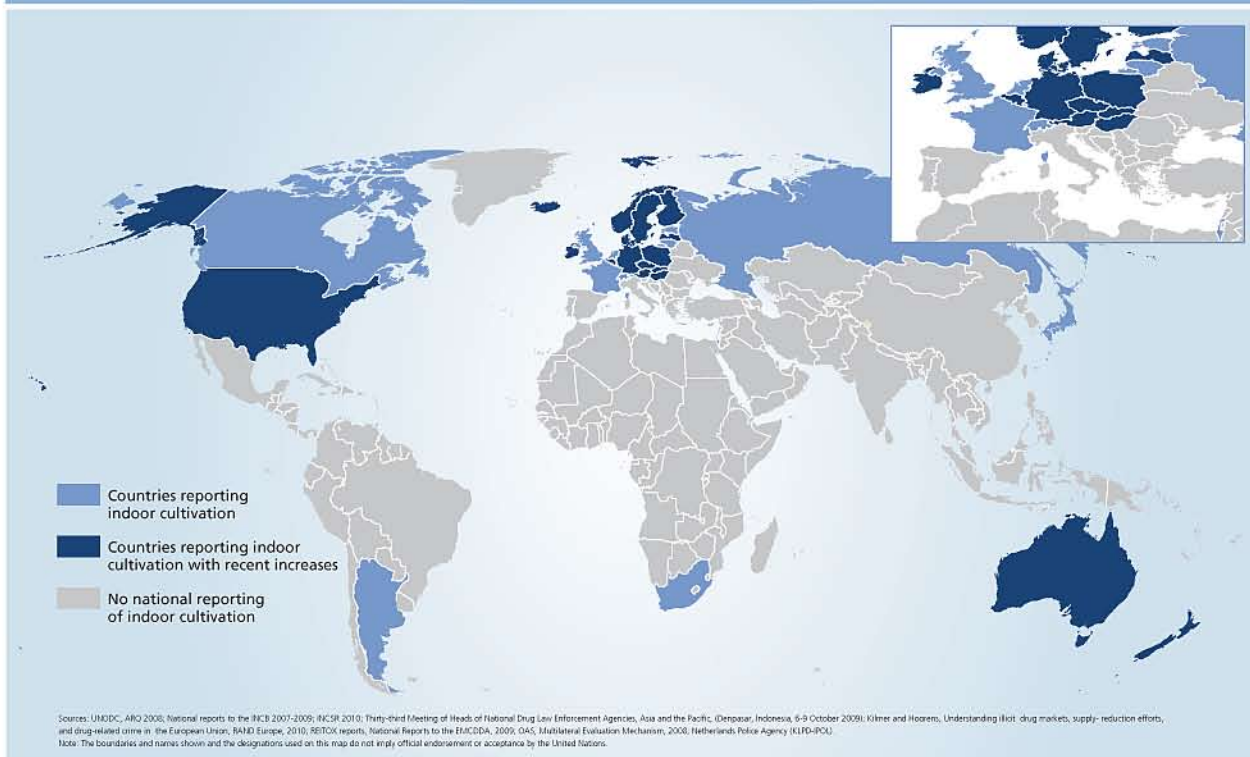 Countries reporting
indoor cultivation
Countries reporting indoor
cultivation with recent increases
No national reporting
of indoor cultivation
Sources: UNODC, ARQ 2008; National reports to the INCB 2007-2009; INCSR 2010; Thirty-third Meeting of Heads of National Drug Law Enforcement Agencies, Asia and the Pacific, (Denpasar, Indonesia, 6-9 October 2009); Kilmer and Hoorens, Understanding illicit drug markets, supply- reduction efforts,
and drug-related crime in the European Union, RAND Europe, 2010; REITOX reports, National Reports to the EMCDDA, 2009; OAS, Multilateral Evaluation Mechanism, 2008; Netherlands Police Agency (KLPD-IPOL)
Note: The boundaries and names shown and the designations used on this map do not imply official endorsement or acceptance by the United Nations.